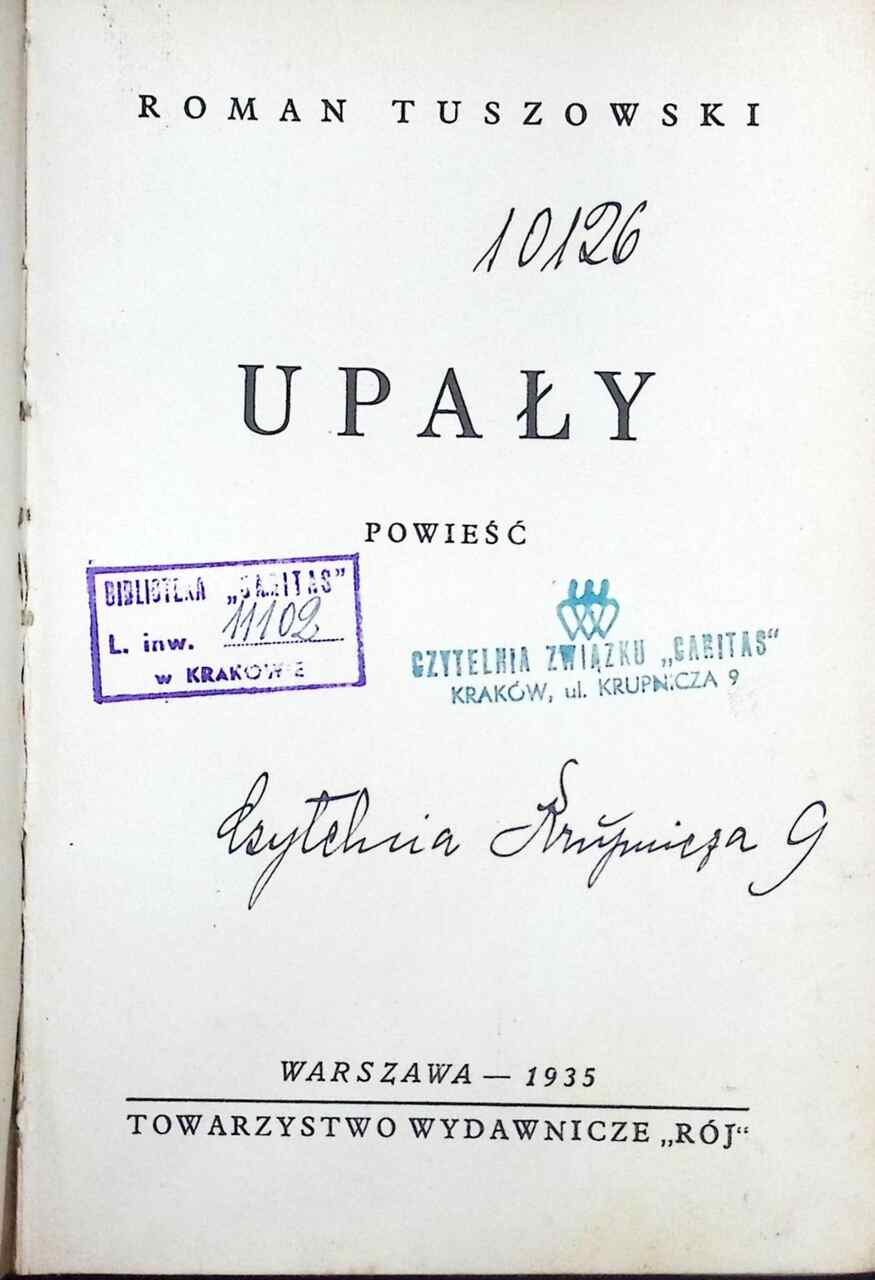 ROMAN TUSZOWSKI
10126
UPAŁY
POWIEŚĆ
BIBLIOTEKA „CARITAS”
L. inw. 11102
w KRAKOWIE
CZYTELNIA ZWIĄZKU „CARITAS”
KRAKÓW, ul. KRUPNICZA 9
Czytelnia Krupnicza 9
WARSZAWA — 1935
TOWARZYSTWO WYDAWNICZE „RÓJ“